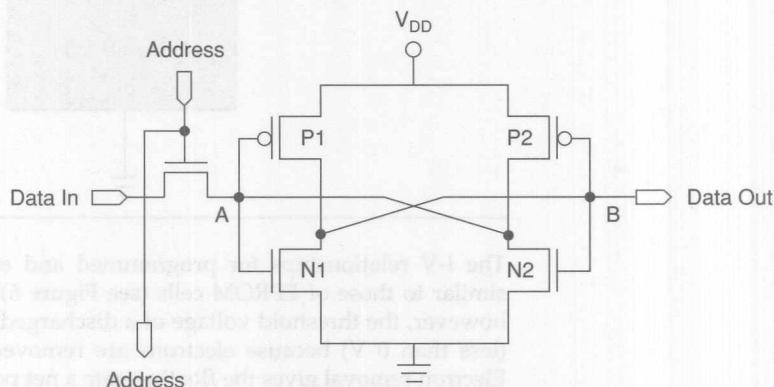 V_DD
Address
P1
P2
Data In
A
B
Data Out
N1
N2
The I-V relationships for programmed and e
similar to those of EEPROM cells (see Figure 6)
however, the threshold voltage of a discharged
(less than 0 V) because electrons are removed
Electron removal gives the floating gate a net po
Address